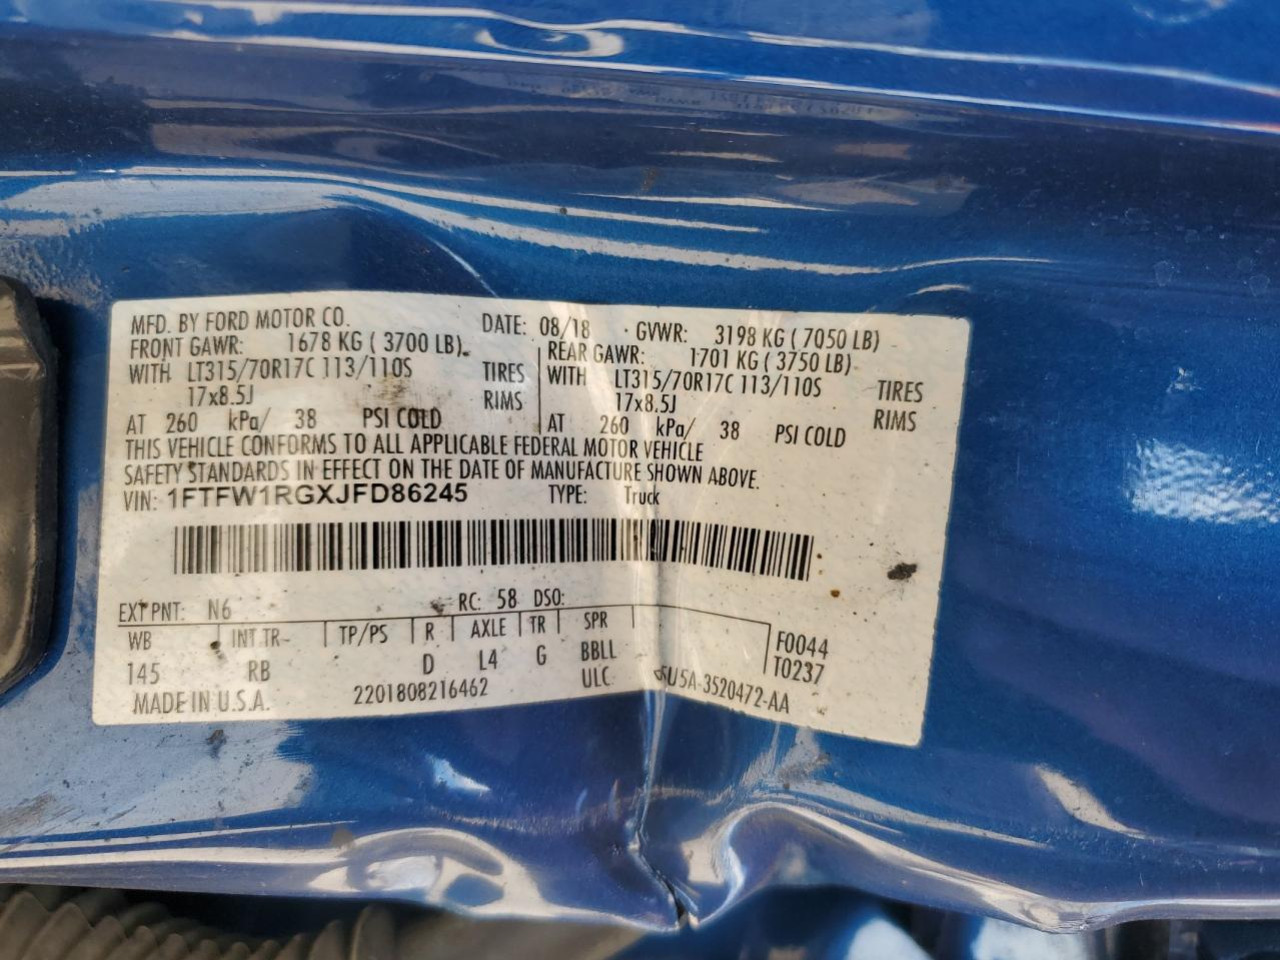 MFD. BY FORD MOTOR CO. DATE: 08/18 GVWR: 3198 KG ( 7050 LB)
FRONT GAWR: 1678 KG ( 3700 LB) REAR GAWR: 1701 KG ( 3750 LB)
WITH LT315/70R17C 113/110S TIRES WITH LT315/70R17C 113/110S TIRES
17x8.5J RIMS 17x8.5J RIMS
AT 260 kPa/ 38 PSI COLD AT 260 kPa/ 38 PSI COLD
THIS VEHICLE CONFORMS TO ALL APPLICABLE FEDERAL MOTOR VEHICLE
SAFETY STANDARDS IN EFFECT ON THE DATE OF MANUFACTURE SHOWN ABOVE.
VIN: 1FTFW1RGXJFD86245 TYPE: Truck
EXT PNT: N6 RC: 58 DSO:
WB INT TR TP/PS R AXLE TR SPR F0044
145 RB D L4 G BBLL T0237
MADE IN U.S.A. 2201808216462 ULC 5U5A-3520472-AA